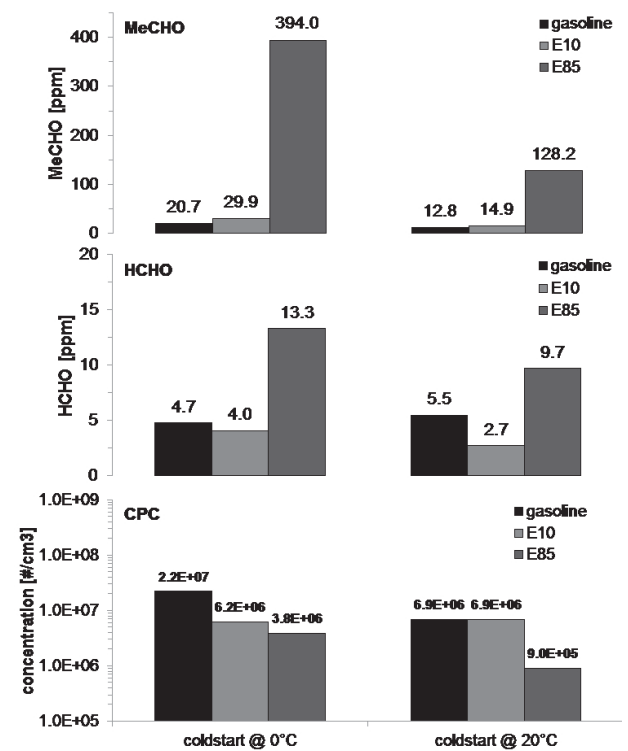 MeCHO
gasoline
E10
E85
MeCHO [ppm]
400
300
200
100
0
20.7
29.9
394.0
12.8
14.9
128.2
HCHO
gasoline
E10
E85
HCHO [ppm]
20
15
10
5
0
4.7
4.0
13.3
5.5
2.7
9.7
CPC
gasoline
E10
E85
concentration [#/cm3]
1.0E+09
1.0E+08
1.0E+07
1.0E+06
1.0E+05
2.2E+07
6.2E+06
3.8E+06
6.9E+06
6.9E+06
9.0E+05
coldstart @ 0°C
coldstart @ 20°C